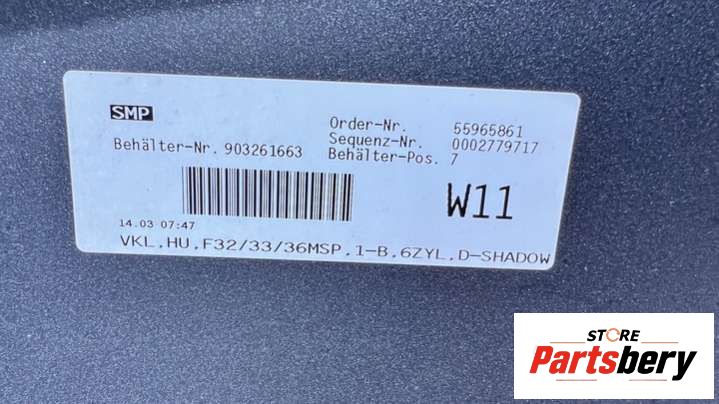 SMP
Order-Nr. 55965861
Sequenz-Nr. 0002779717
Behälter-Nr. 903261663 Behälter-Pos. 7
W11
14.03 07:47
VKL,HU,F32/33/36MSP,1-B,6ZYL,D-SHADOW
STORE
Partsbery